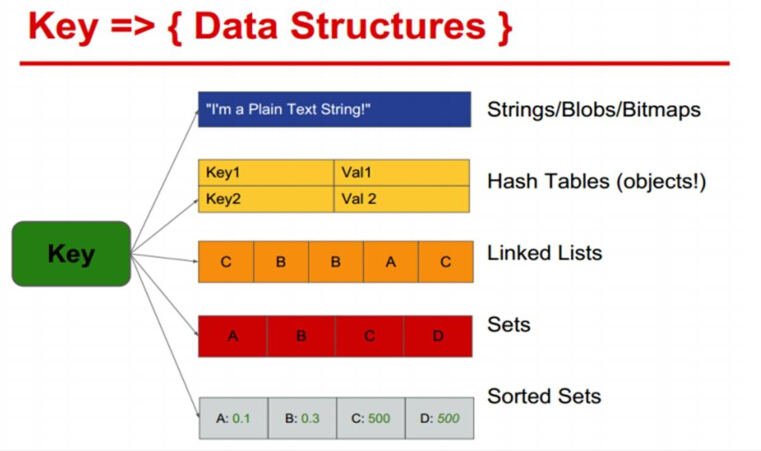 Key => { Data Structures }
"I'm a Plain Text String!"
Strings/Blobs/Bitmaps
Key1 Val1
Key2 Val 2
Hash Tables (objects!)
Key
C B B A C
Linked Lists
A B C D
Sets
A: 0.1 B: 0.3 C: 500 D: 500
Sorted Sets